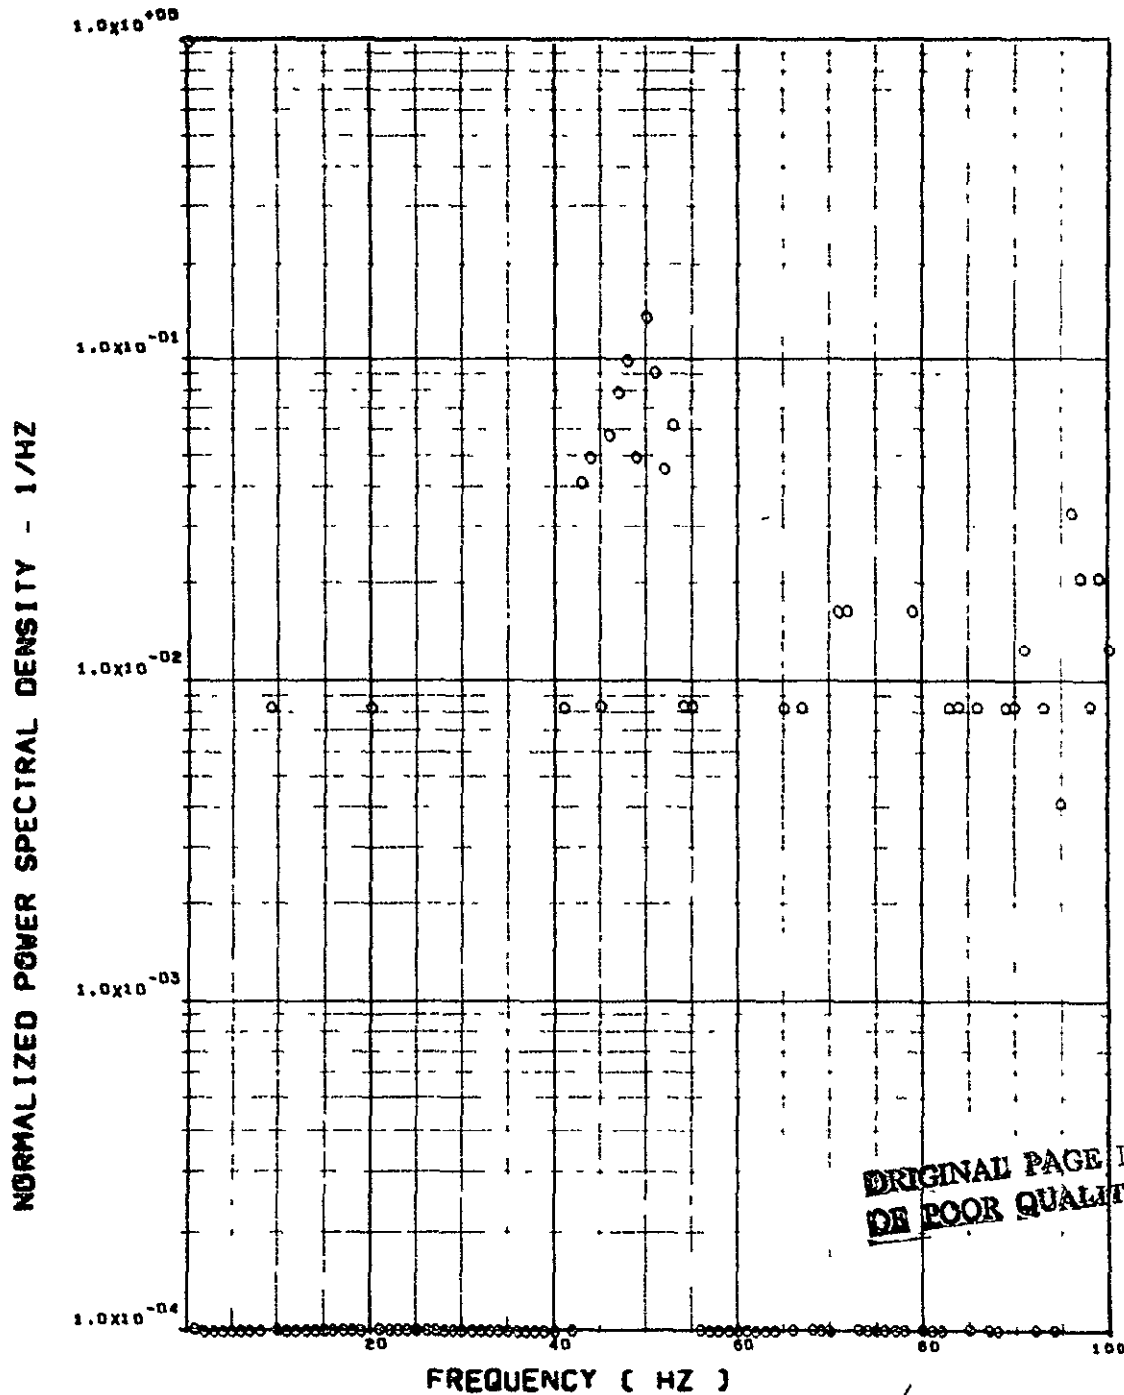 1.0X10+00
1.0X10-01
1.0X10-02
1.0X10-03
1.0X10-04
NORMALIZED POWER SPECTRAL DENSITY - 1/HZ
20
40
60
80
100
FREQUENCY ( HZ )
ORIGINAL PAGE I
OF POOR QUALIT